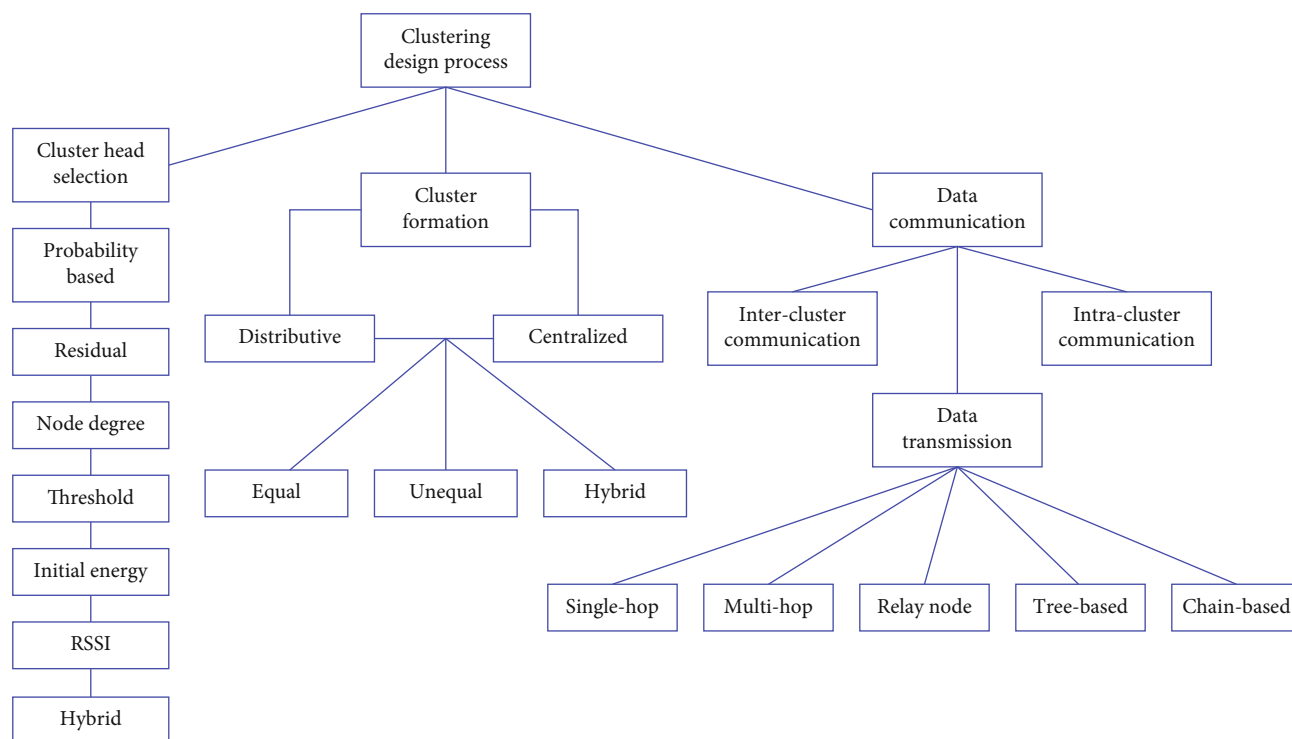 Clustering
design process
Cluster head
selection
Cluster
formation
Data
communication
Probability
based
Residual
Node degree
Threshold
Initial energy
RSSI
Hybrid
Distributive
Centralized
Equal
Unequal
Hybrid
Inter-cluster
communication
Intra-cluster
communication
Data
transmission
Single-hop
Multi-hop
Relay node
Tree-based
Chain-based